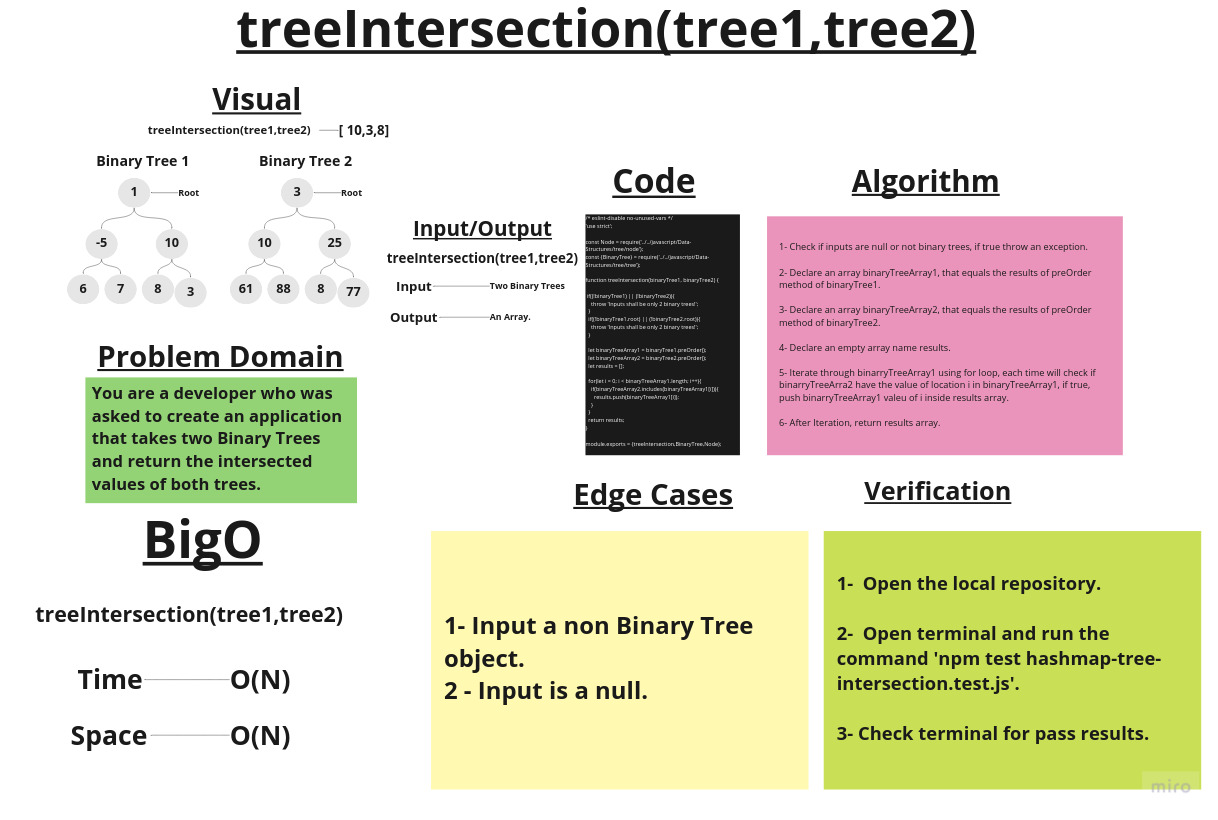 treeIntersection(tree1,tree2)
Visual
treeIntersection(tree1,tree2)
[ 10,3,8]
Binary Tree 1
1
Root
-5
10
6
7
8
3
Binary Tree 2
3
Root
10
25
61
88
8
77
Input/Output
treeIntersection(tree1,tree2)
Input
Two Binary Trees
Output
An Array.
Problem Domain
You are a developer who was
asked to create an application
that takes two Binary Trees
and return the intersected
values of both trees.
BigO
treeIntersection(tree1,tree2)
Time
O(N)
Space
O(N)
Code
/* eslint-disable no-unused-vars */
'use strict';
const Node = require('../../javascript/Data-
Structures/tree/node');
const {BinaryTree} = require('../../javascript/Data-
Structures/tree/tree');
function treeIntersection(binaryTree1, binaryTree2) {
if((!binaryTree1) || (!binaryTree2)){
throw 'Inputs shall be only 2 binary trees';
}
if((!binaryTree1.root) || (!binaryTree2.root)){
throw 'Inputs shall be only 2 binary trees';
}
let binaryTreeArray1 = binaryTree1.preOrder();
let binaryTreeArray2 = binaryTree2.preOrder();
let results = [];
for(let i = 0; i < binaryTreeArray1.length; i++){
if(binaryTreeArray2.includes(binaryTreeArray1[i])){
results.push(binaryTreeArray1[i]);
}
}
return results;
}
module.exports = {treeIntersection,BinaryTree,Node};
Algorithm
1- Check if inputs are null or not binary trees, if true throw an exception.
2- Declare an array binaryTreeArray1, that equals the results of preOrder
method of binaryTree1.
3- Declare an array binaryTreeArray2, that equals the results of preOrder
method of binaryTree2.
4- Declare an empty array name results.
5- Iterate through binarryTreeArray1 using for loop, each time will check if
binarryTreeArra2 have the value of location i in binaryTreeArray1, if true,
push binarryTreeArray1 valeu of i inside results array.
6- After Iteration, return results array.
Edge Cases
1- Input a non Binary Tree
object.
2 - Input is a null.
Verification
1-  Open the local repository.
2-  Open terminal and run the
command 'npm test hashmap-tree-
intersection.test.js'.
3- Check terminal for pass results.
miro